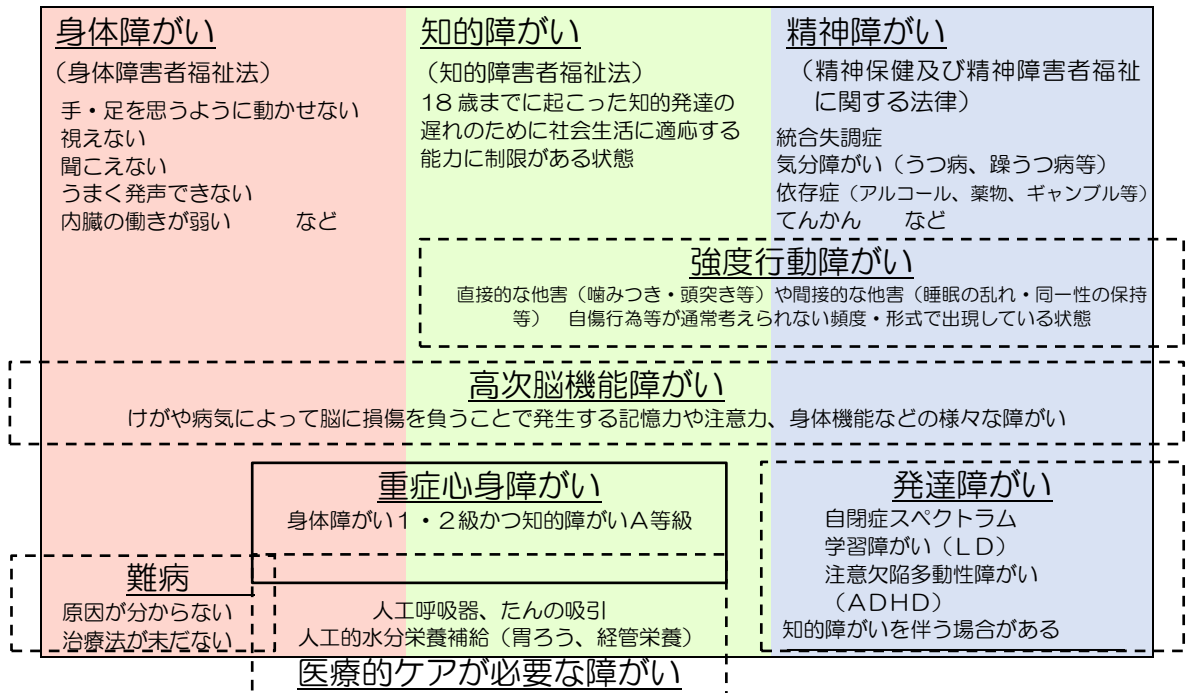 身体障がい
（身体障害者福祉法）
手・足を思うように動かせない
視えない
聞こえない
うまく発声できない
内臓の働きが弱い　　など
知的障がい
（知的障害者福祉法）
18歳までに起こった知的発達の
遅れのために社会生活に適応する
能力に制限がある状態
精神障がい
（精神保健及び精神障害者福祉
に関する法律）
統合失調症
気分障がい（うつ病、躁うつ病等）
依存症（アルコール、薬物、ギャンブル等）
てんかん　　など
強度行動障がい
直接的な他害（噛みつき・頭突き等）や間接的な他害（睡眠の乱れ・同一性の保持
等）　自傷行為等が通常考えられない頻度・形式で出現している状態
高次脳機能障がい
けがや病気によって脳に損傷を負うことで発生する記憶力や注意力、身体機能などの様々な障がい
重症心身障がい
身体障がい１・２級かつ知的障がいＡ等級
発達障がい
自閉症スペクトラム
学習障がい（ＬＤ）
注意欠陥多動性障がい
（ＡＤＨＤ）
知的障がいを伴う場合がある
難病
原因が分からない
治療法が未だない
人工呼吸器、たんの吸引
人工的水分栄養補給（胃ろう、経管栄養）
医療的ケアが必要な障がい